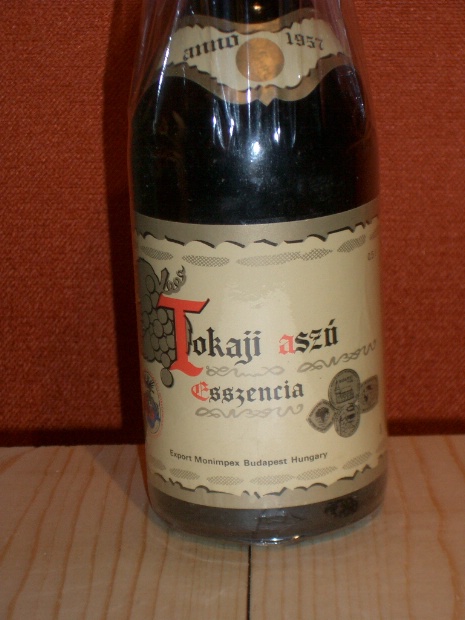 anno 1957
Tokaji aszú
Esszencia
Export Monimpex Budapest Hungary